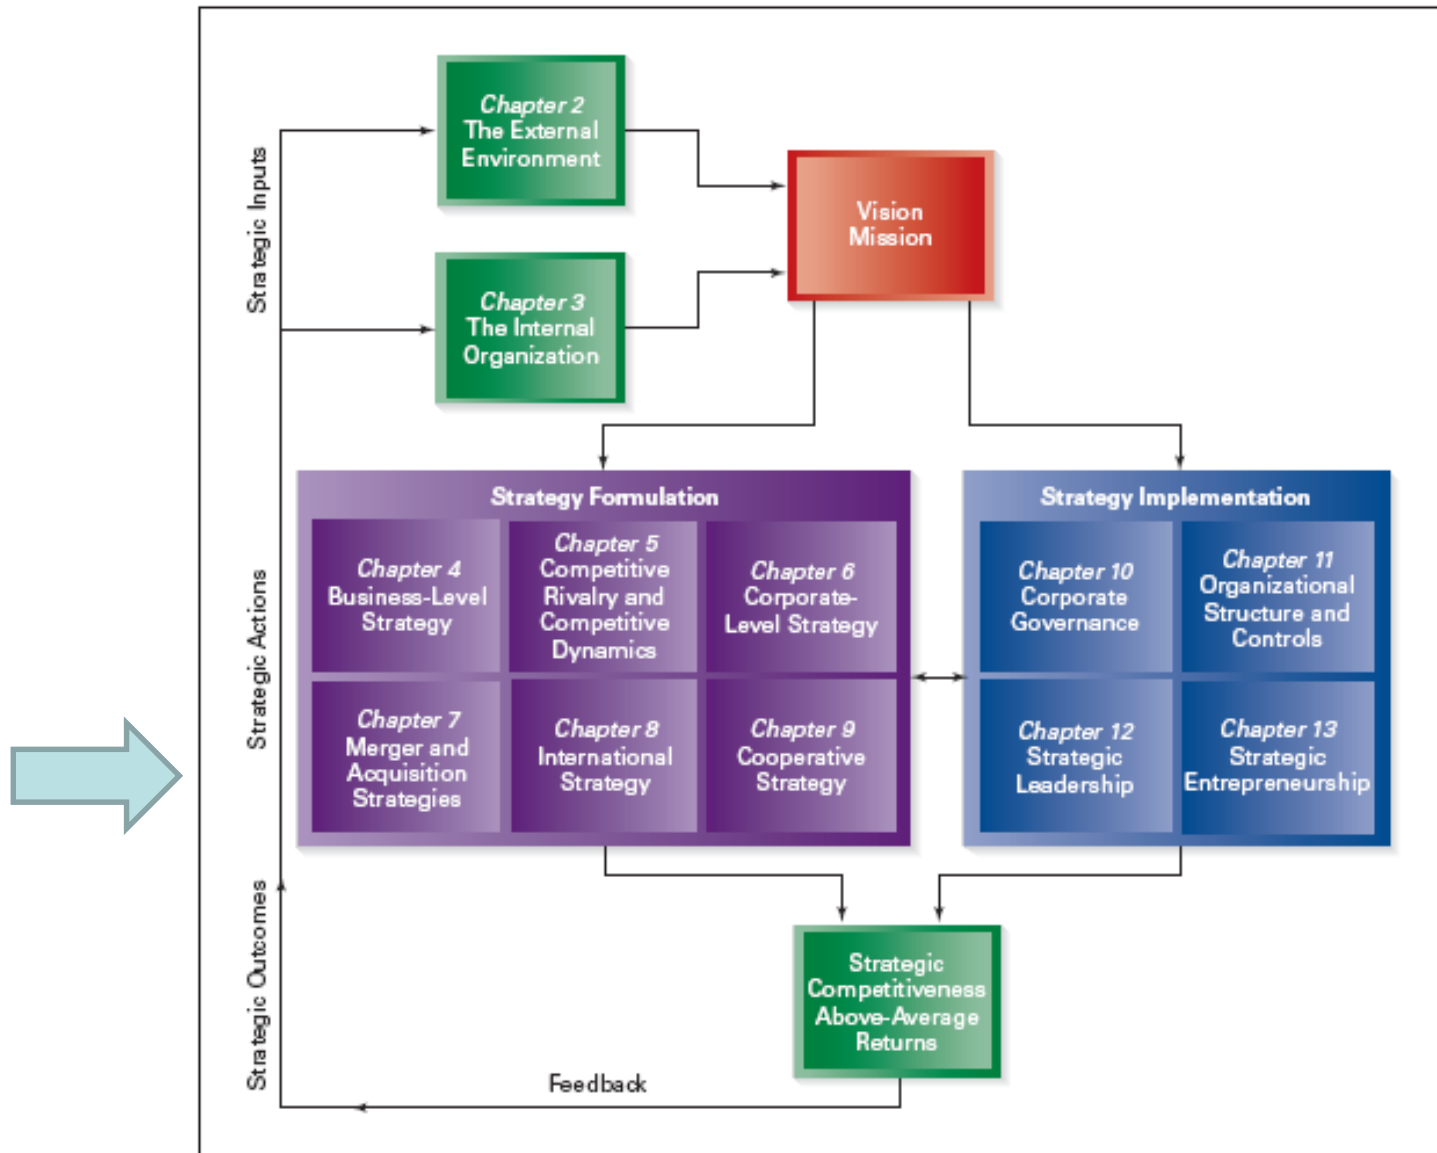 Strategic Inputs
Chapter 2
The External
Environment
Chapter 3
The Internal
Organization
Vision
Mission
Strategic Actions
Strategy Formulation
Chapter 4
Business-Level
Strategy
Chapter 5
Competitive
Rivalry and
Competitive
Dynamics
Chapter 6
Corporate-
Level Strategy
Chapter 7
Merger and
Acquisition
Strategies
Chapter 8
International
Strategy
Chapter 9
Cooperative
Strategy
Strategy Implementation
Chapter 10
Corporate
Governance
Chapter 11
Organizational
Structure and
Controls
Chapter 12
Strategic
Leadership
Chapter 13
Strategic
Entrepreneurship
Strategic Outcomes
Strategic
Competitiveness
Above-Average
Returns
Feedback